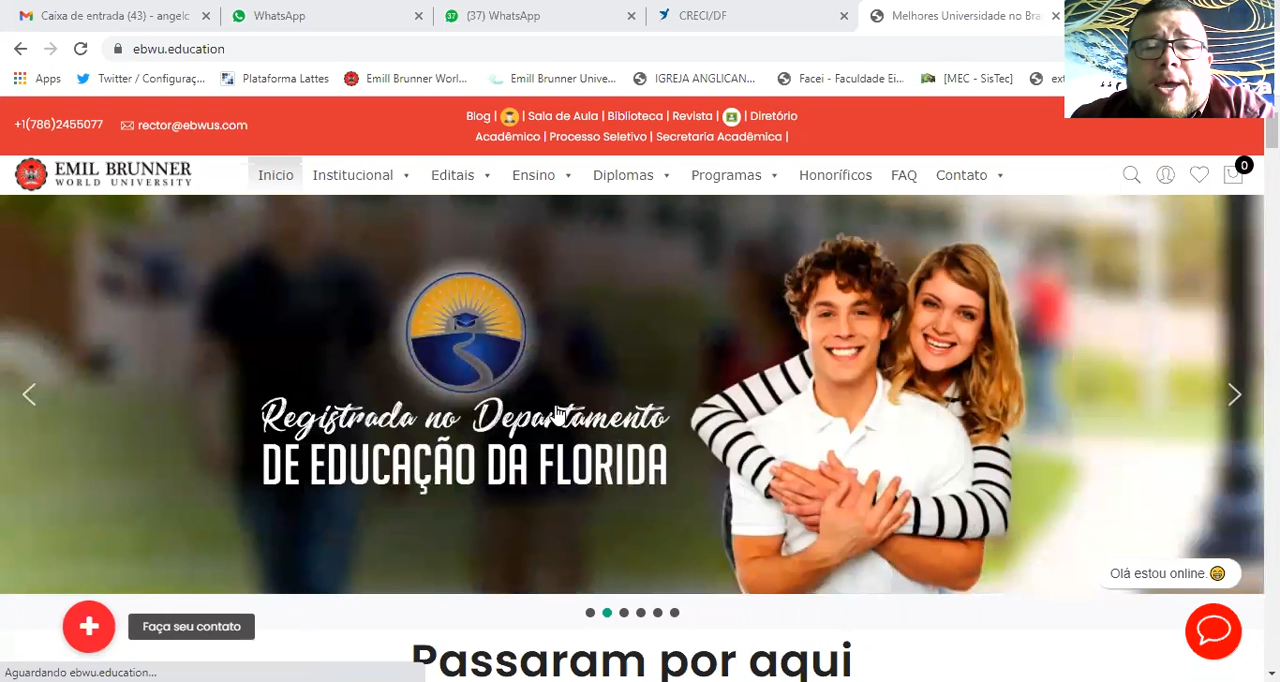 Caixa de entrada (43) - angelc
WhatsApp
(37) WhatsApp
CRECI/DF
Melhores Universidade no Bra
ebwu.education
Apps
Twitter / Configuraç...
Plataforma Lattes
Emill Brunner Worl...
Emill Brunner Unive...
IGREJA ANGLICAN...
Facei - Faculdade Ei...
[MEC - SisTec]
ext
+1(786)2455077
rector@ebwus.com
Blog | | Sala de Aula | Biblioteca | Revista | | Diretório
Acadêmico | Processo Seletivo | Secretaria Acadêmica |
EMIL BRUNNER
WORLD UNIVERSITY
Inicio
Institucional
Editais
Ensino
Diplomas
Programas
Honoríficos
FAQ
Contato
0
Registrada no Departamento
DE EDUCAÇÃO DA FLORIDA
Olá estou online.
Faça seu contato
Passaram por aqui
Aguardando ebwu.education...